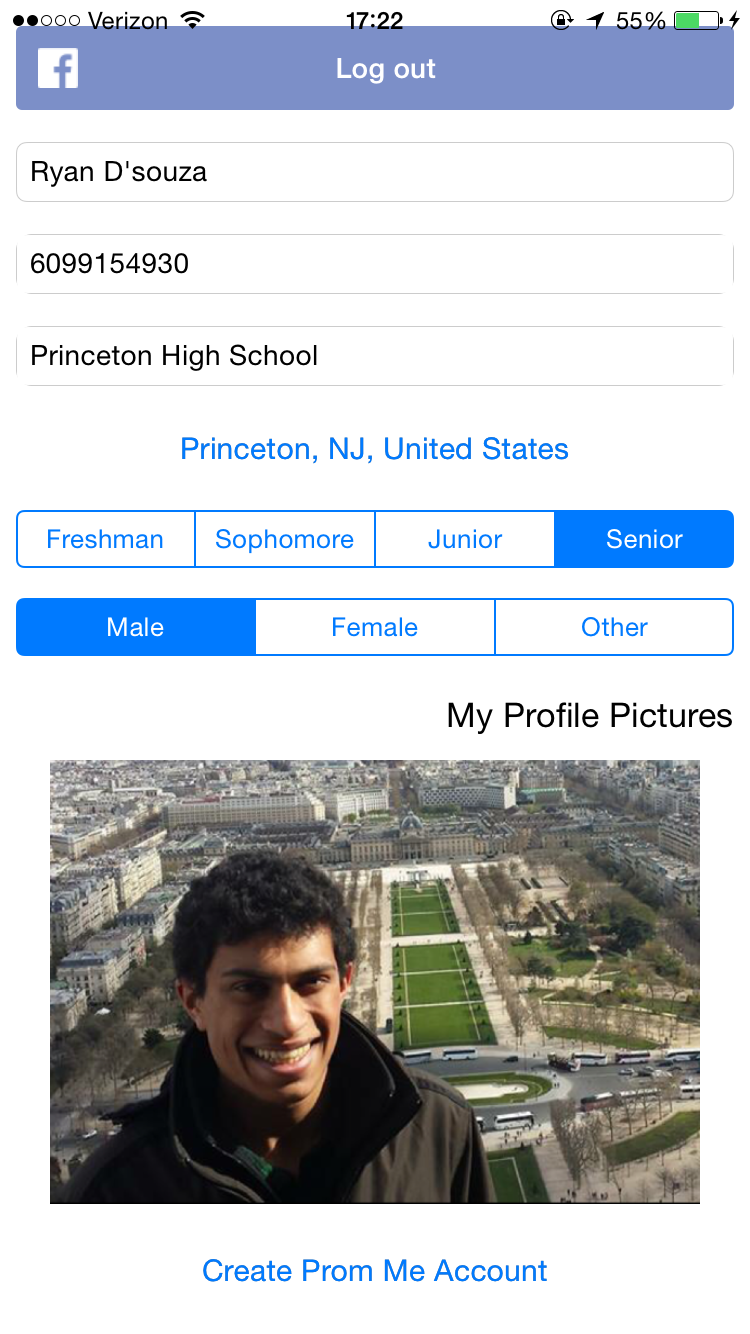 Verizon 17:22 55%
Log out
Ryan D'souza
6099154930
Princeton High School
Princeton, NJ, United States
Freshman Sophomore Junior Senior
Male Female Other
My Profile Pictures
Create Prom Me Account